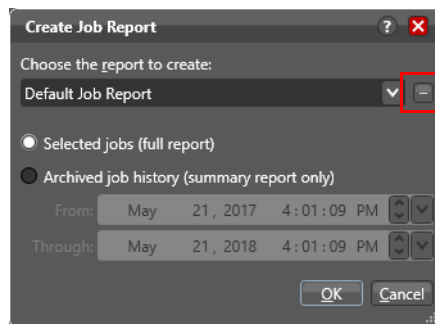 Create Job Report ?
Choose the report to create:
Default Job Report
Selected jobs (full report)
Archived job history (summary report only)
From: May 21, 2017 4:01:09 PM
Through: May 21, 2018 4:01:09 PM
OK Cancel